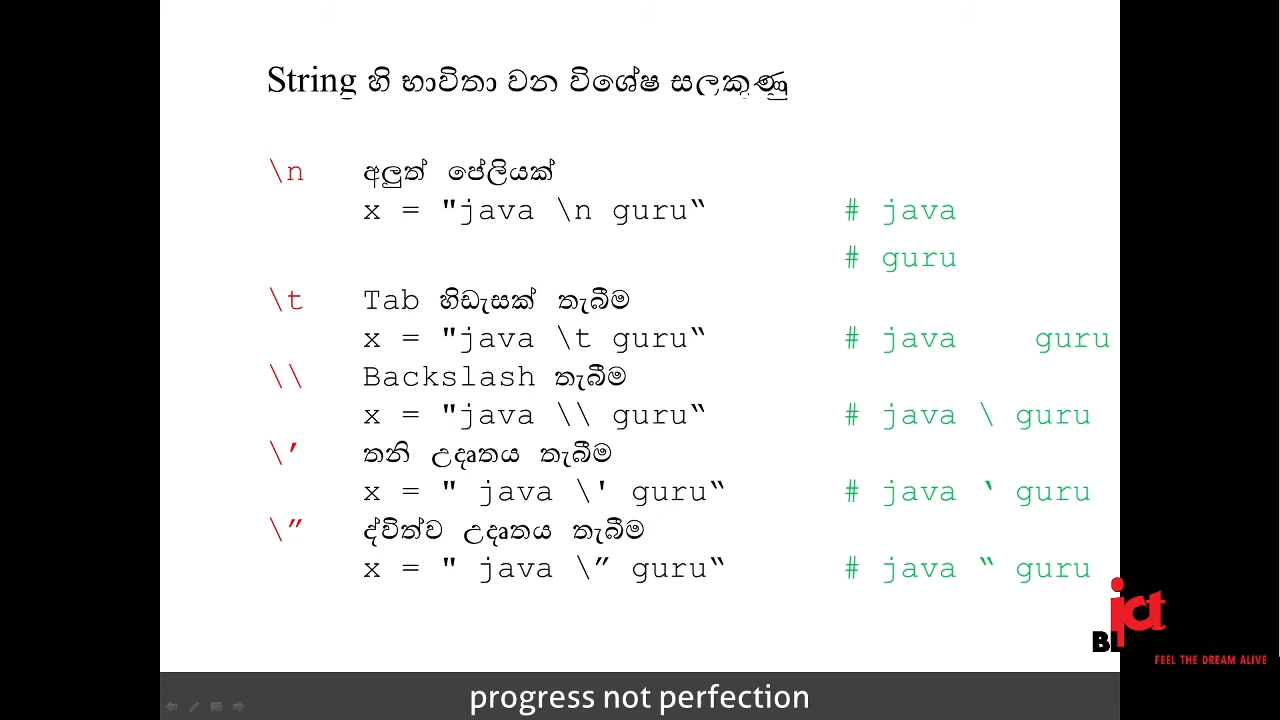 String හි භාවිතා වන විශේෂ සලකුණු
\n අලුත් පේලියක්
x = "java \n guru“ # java
# guru
\t Tab හිඩැසක් තැබීම
x = "java \t guru“ # java guru
\\ Backslash තැබීම
x = "java \\ guru“ # java \ guru
\’ තනි උදෘතය තැබීම
x = " java \' guru“ # java ‘ guru
\” ද්විත්ව උදෘතය තැබීම
x = " java \” guru“ # java “ guru
BL ict
FEEL THE DREAM ALIVE
progress not perfection